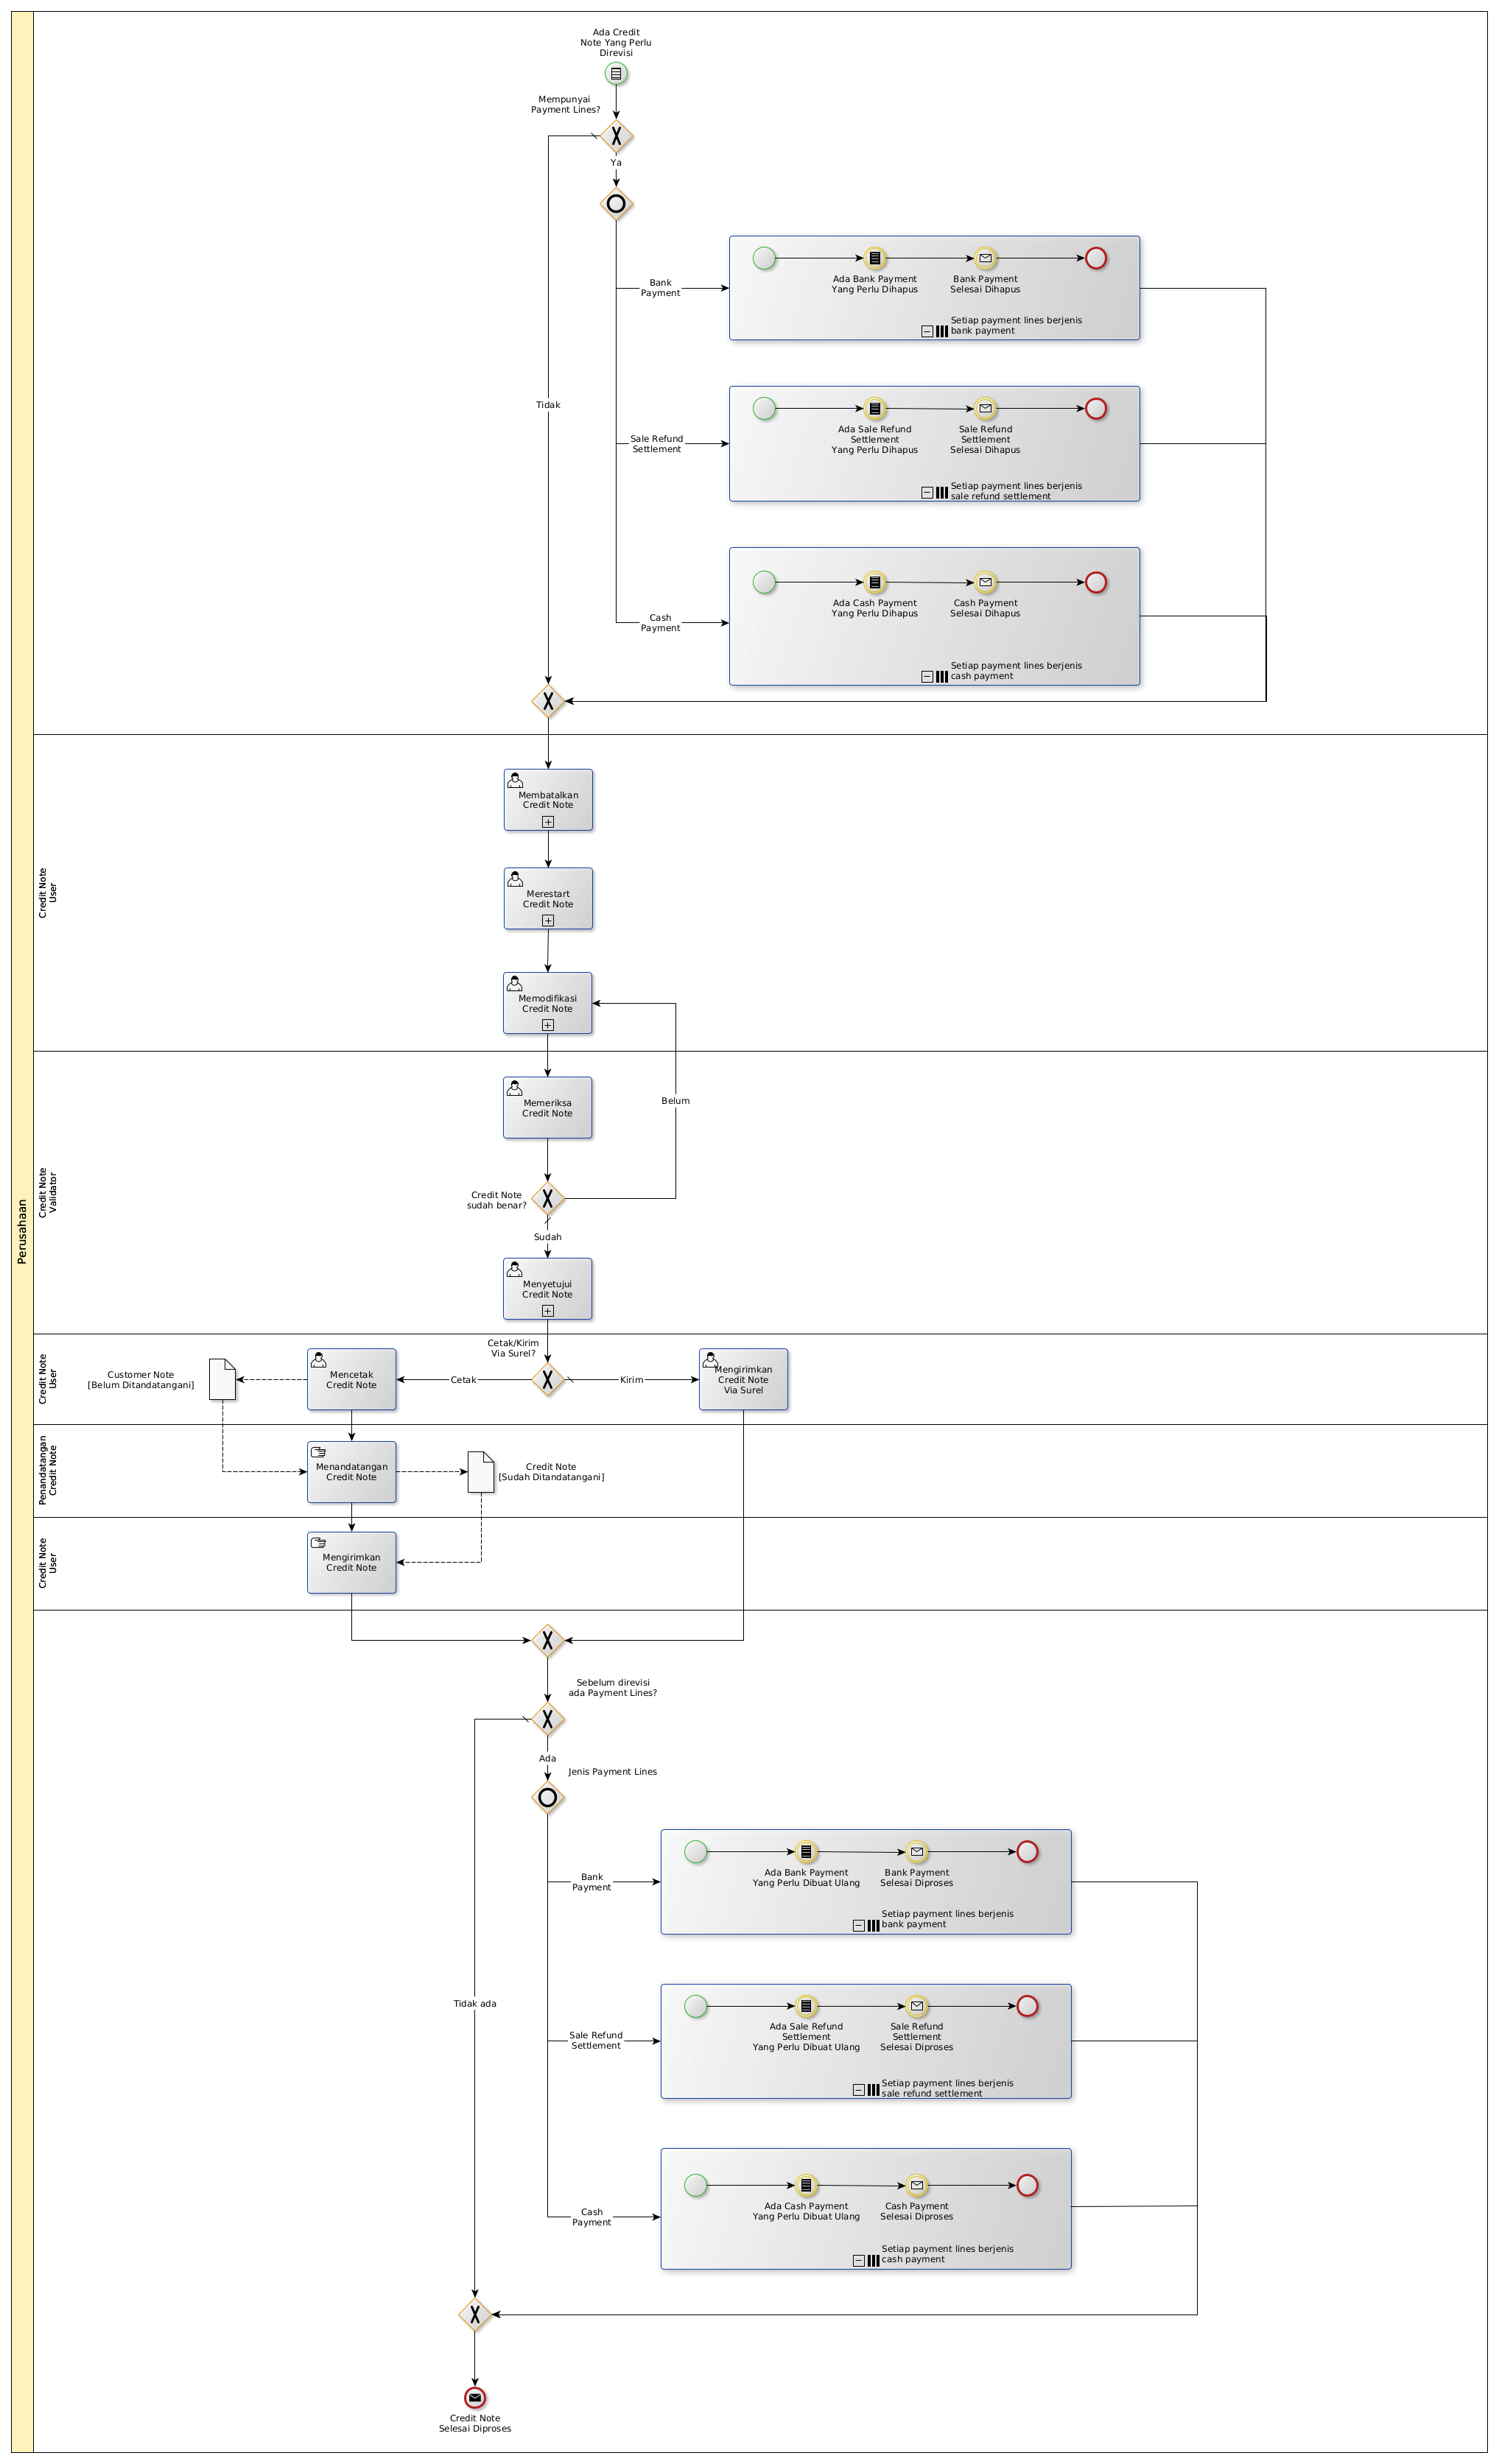 Perusahaan
Ada Credit
Note Yang Perlu
Direvisi
Mempunyai
Payment Lines?
Ya
Tidak
Bank
Payment
Ada Bank Payment
Yang Perlu Dihapus
Bank Payment
Selesai Dihapus
Setiap payment lines berjenis
bank payment
Sale Refund
Settlement
Ada Sale Refund
Settlement
Yang Perlu Dihapus
Sale Refund
Settlement
Selesai Dihapus
Setiap payment lines berjenis
sale refund settlement
Cash
Payment
Ada Cash Payment
Yang Perlu Dihapus
Cash Payment
Selesai Dihapus
Setiap payment lines berjenis
cash payment
Credit Note
User
Membatalkan
Credit Note
Merestart
Credit Note
Memodifikasi
Credit Note
Credit Note
Validator
Memeriksa
Credit Note
Belum
Credit Note
sudah benar?
Sudah
Menyetujui
Credit Note
Credit Note
User
Cetak/Kirim
Via Surel?
Customer Note
[Belum Ditandatangani]
Mencetak
Credit Note
Cetak
Kirim
Mengirimkan
Credit Note
Via Surel
Penandatangan
Credit Note
Menandatangan
Credit Note
Credit Note
[Sudah Ditandatangani]
Credit Note
User
Mengirimkan
Credit Note
Sebelum direvisi
ada Payment Lines?
Ada
Jenis Payment Lines
Tidak ada
Bank
Payment
Ada Bank Payment
Yang Perlu Dibuat Ulang
Bank Payment
Selesai Diproses
Setiap payment lines berjenis
bank payment
Sale Refund
Settlement
Ada Sale Refund
Settlement
Yang Perlu Dibuat Ulang
Sale Refund
Settlement
Selesai Diproses
Setiap payment lines berjenis
sale refund settlement
Cash
Payment
Ada Cash Payment
Yang Perlu Dibuat Ulang
Cash Payment
Selesai Diproses
Setiap payment lines berjenis
cash payment
Credit Note
Selesai Diproses